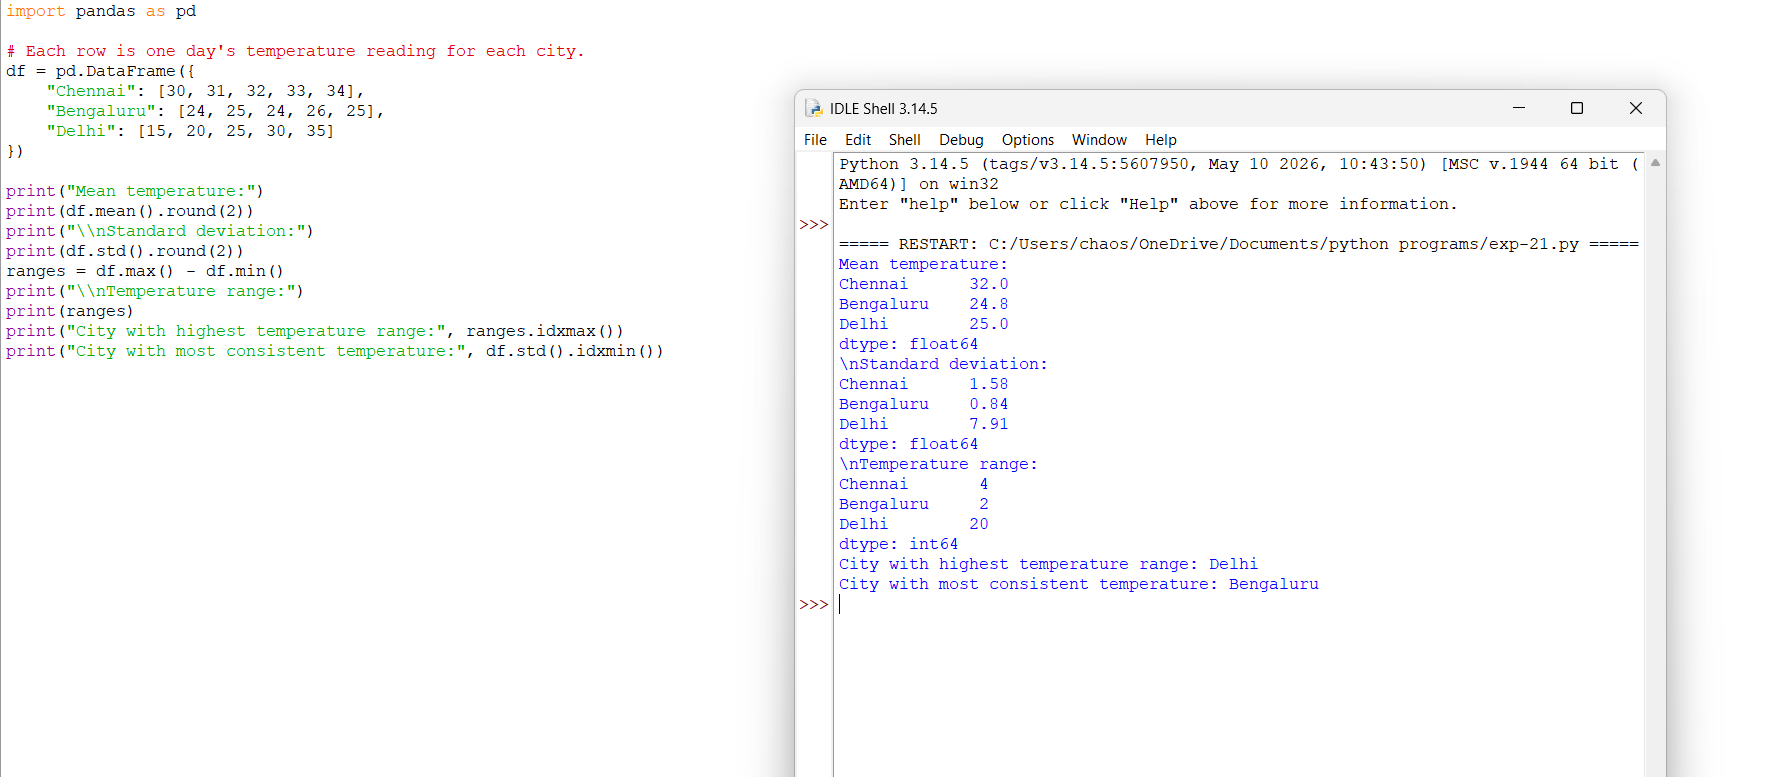 import pandas as pd
# Each row is one day's temperature reading for each city.
df = pd.DataFrame({
    "Chennai": [30, 31, 32, 33, 34],
    "Bengaluru": [24, 25, 24, 26, 25],
    "Delhi": [15, 20, 25, 30, 35]
})
print("Mean temperature:")
print(df.mean().round(2))
print("\\nStandard deviation:")
print(df.std().round(2))
ranges = df.max() - df.min()
print("\\nTemperature range:")
print(ranges)
print("City with highest temperature range:", ranges.idxmax())
print("City with most consistent temperature:", df.std().idxmin())
IDLE Shell 3.14.5
File Edit Shell Debug Options Window Help
Python 3.14.5 (tags/v3.14.5:5607950, May 10 2026, 10:43:50) [MSC v.1944 64 bit (
AMD64)] on win32
Enter "help" below or click "Help" above for more information.
>>>
===== RESTART: C:/Users/chaos/OneDrive/Documents/python programs/exp-21.py =====
Mean temperature:
Chennai      32.0
Bengaluru    24.8
Delhi        25.0
dtype: float64
\nStandard deviation:
Chennai      1.58
Bengaluru    0.84
Delhi        7.91
dtype: float64
\nTemperature range:
Chennai       4
Bengaluru     2
Delhi        20
dtype: int64
City with highest temperature range: Delhi
City with most consistent temperature: Bengaluru
>>>